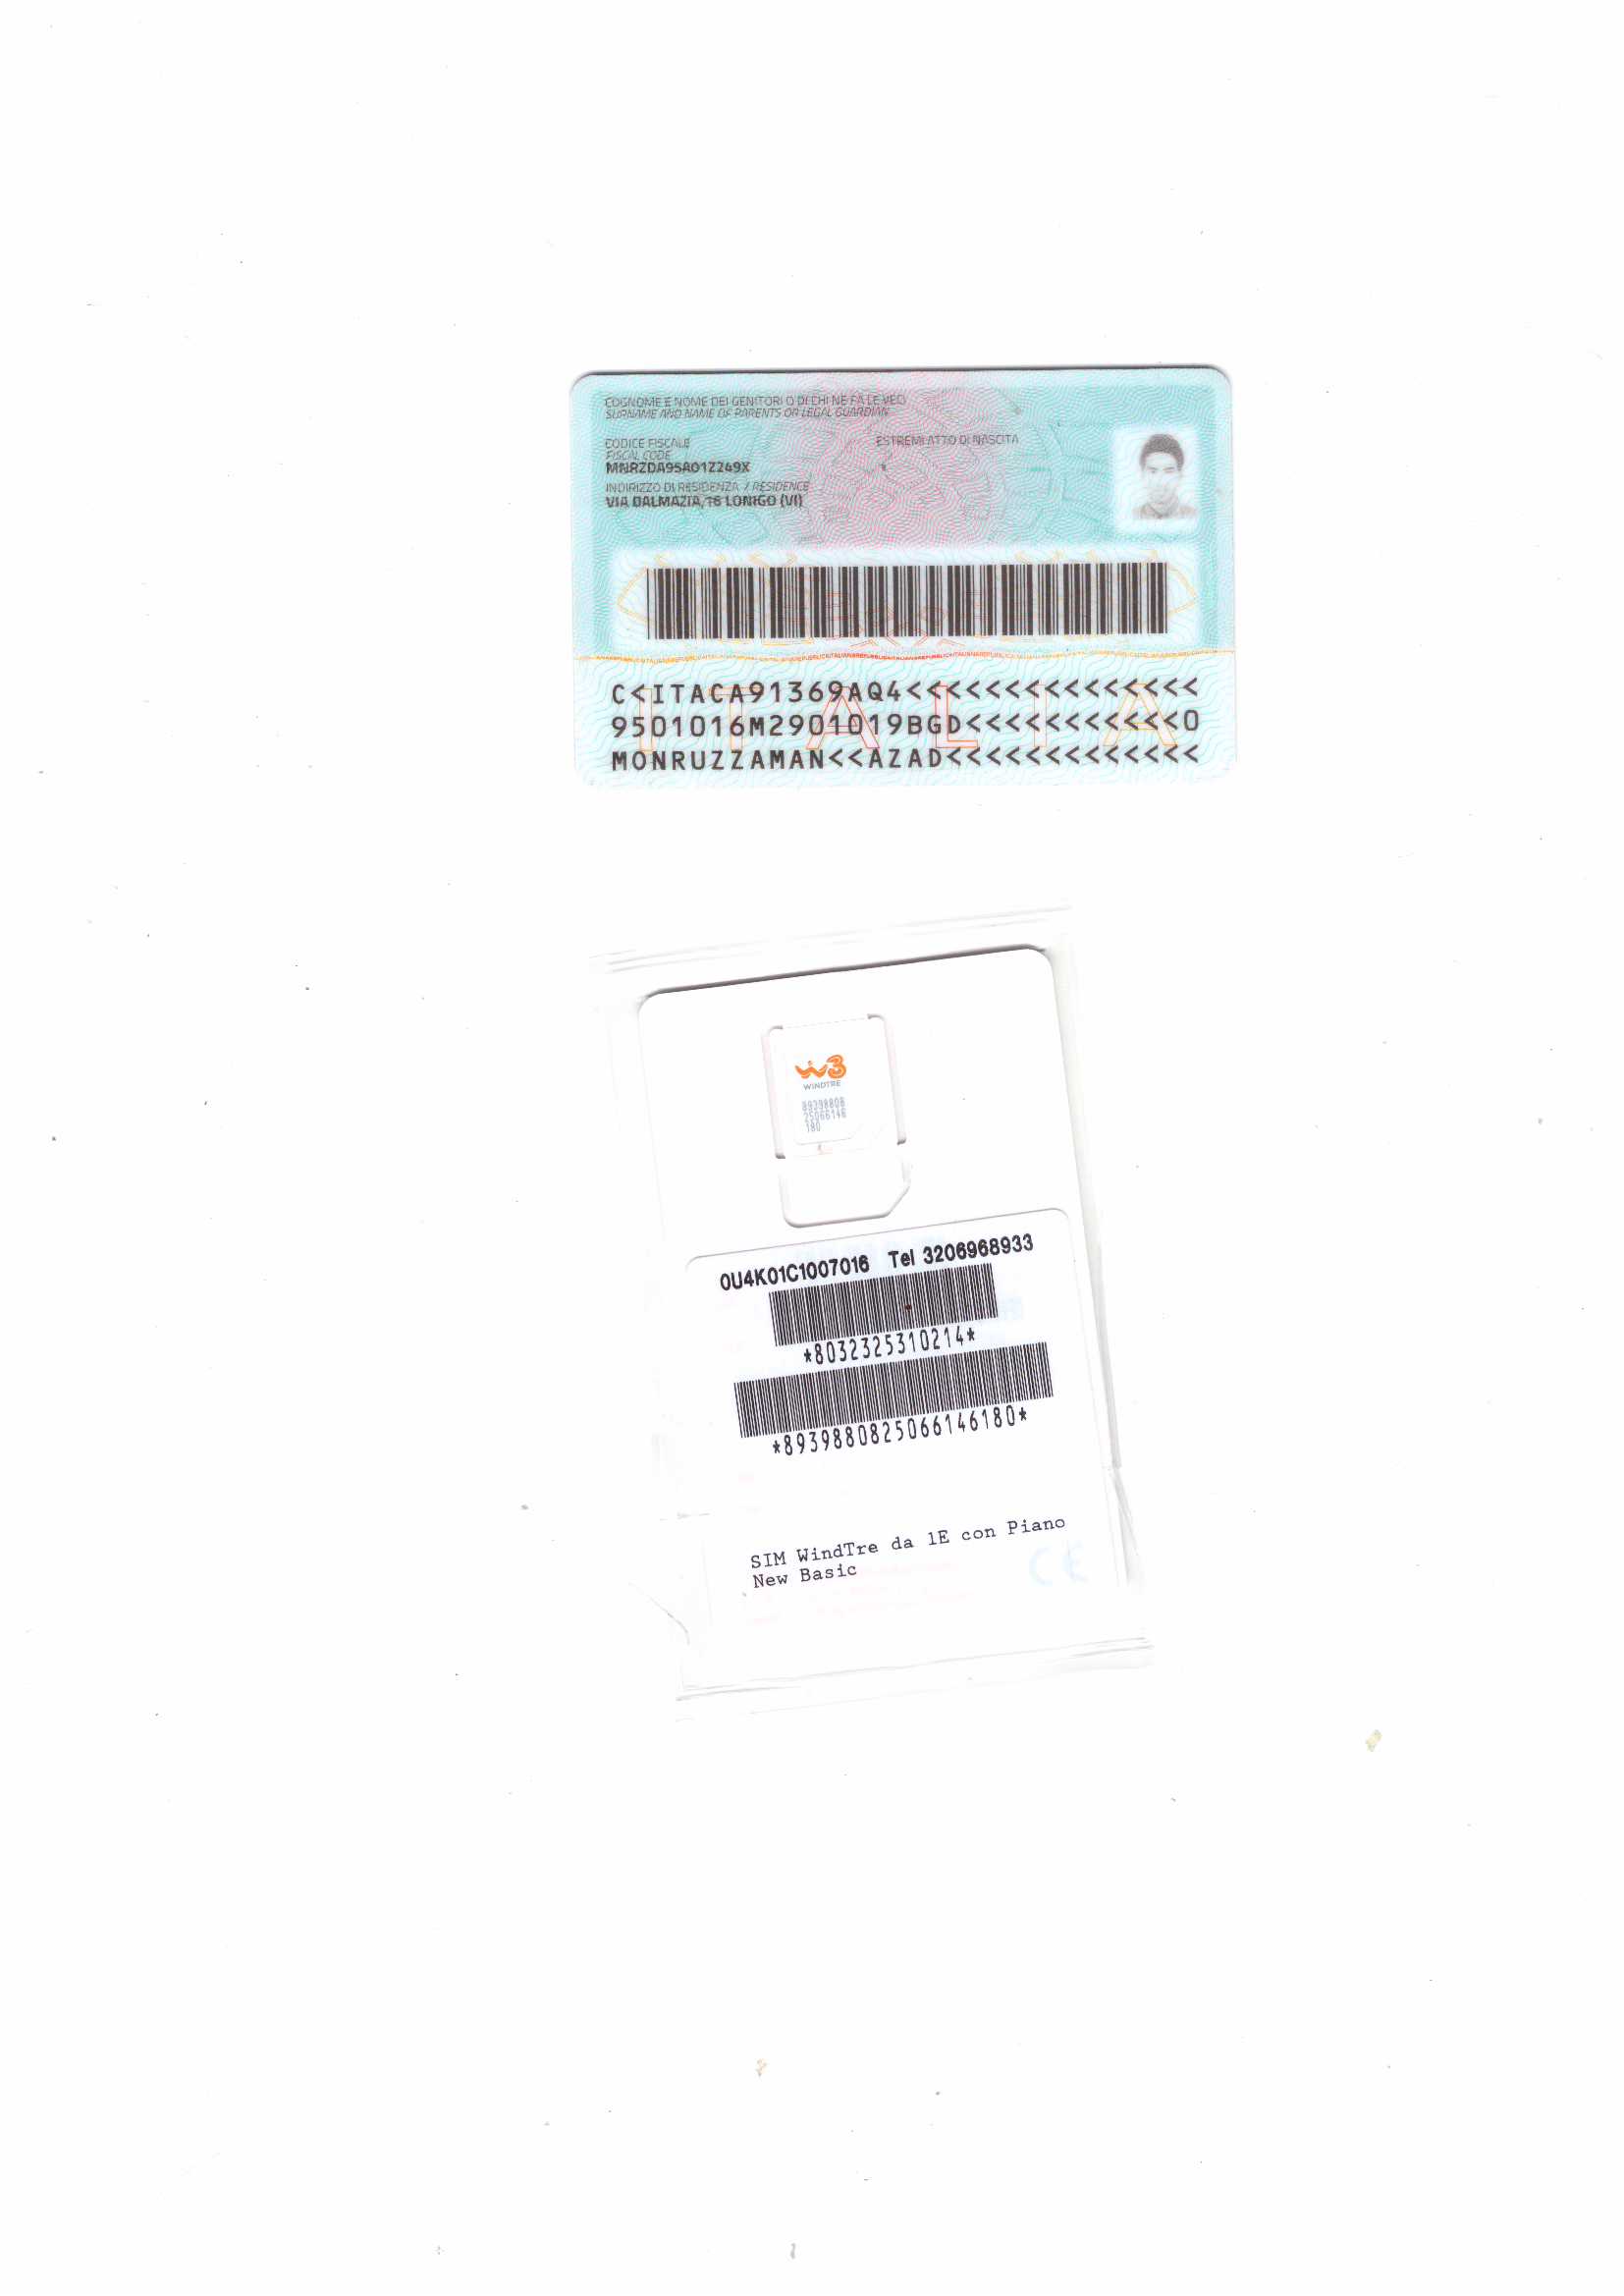 COGNOME E NOME DEI GENITORI O DI CHI NE FA LE VECI
SURNAME AND NAME OF PARENTS OR LEGAL GUARDIAN
CODICE FISCALE
ESTREMI ATTO DI NASCITA
FISCAL CODE
MNRZDA95A01Z249X
INDIRIZZO DI RESIDENZA / RESIDENCE
VIA DALMAZIA, 16 LONIGO (VI)
ITALIA
C<ITACA91369AQ4<<<<<<<<<<<<<<<
9501016M2901019BGD<<<<<<<<<<<0
MONRUZZAMAN<<AZAD<<<<<<<<<<<<<
W3
WINDTRE
89398808
25066146
180
0U4K01C1007016 Tel 3206968933
*8032325310214*
*8939880825066146180*
SIM WindTre da 1E con Piano
New Basic
CE